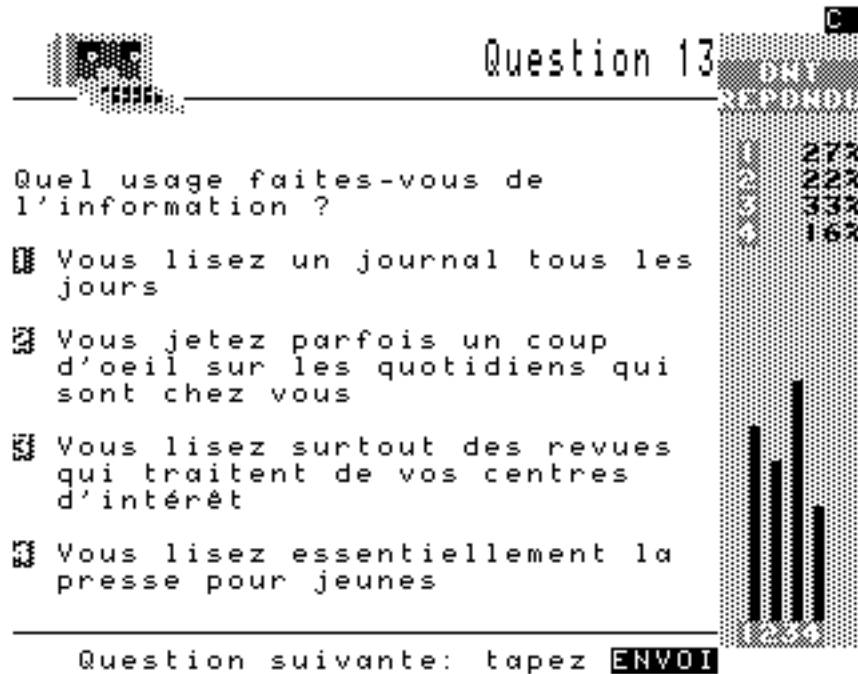 C
Question 13
ONT
REPONDU
1 27%
2 22%
3 33%
4 16%
Quel usage faites-vous de
l'information ?
1 Vous lisez un journal tous les
jours
2 Vous jetez parfois un coup
d'oeil sur les quotidiens qui
sont chez vous
3 Vous lisez surtout des revues
qui traitent de vos centres
d'intérêt
4 Vous lisez essentiellement la
presse pour jeunes
1234
Question suivante: tapez ENVOI